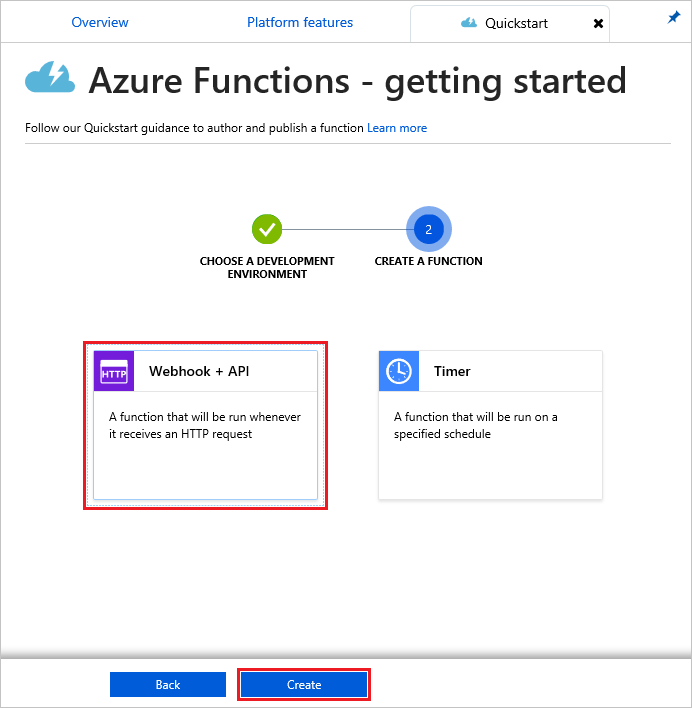 Overview
Platform features
Quickstart
Azure Functions - getting started
Follow our Quickstart guidance to author and publish a function Learn more
2
CHOOSE A DEVELOPMENT
ENVIRONMENT
CREATE A FUNCTION
HTTP
Webhook + API
A function that will be run whenever
it receives an HTTP request
Timer
A function that will be run on a
specified schedule
Back
Create